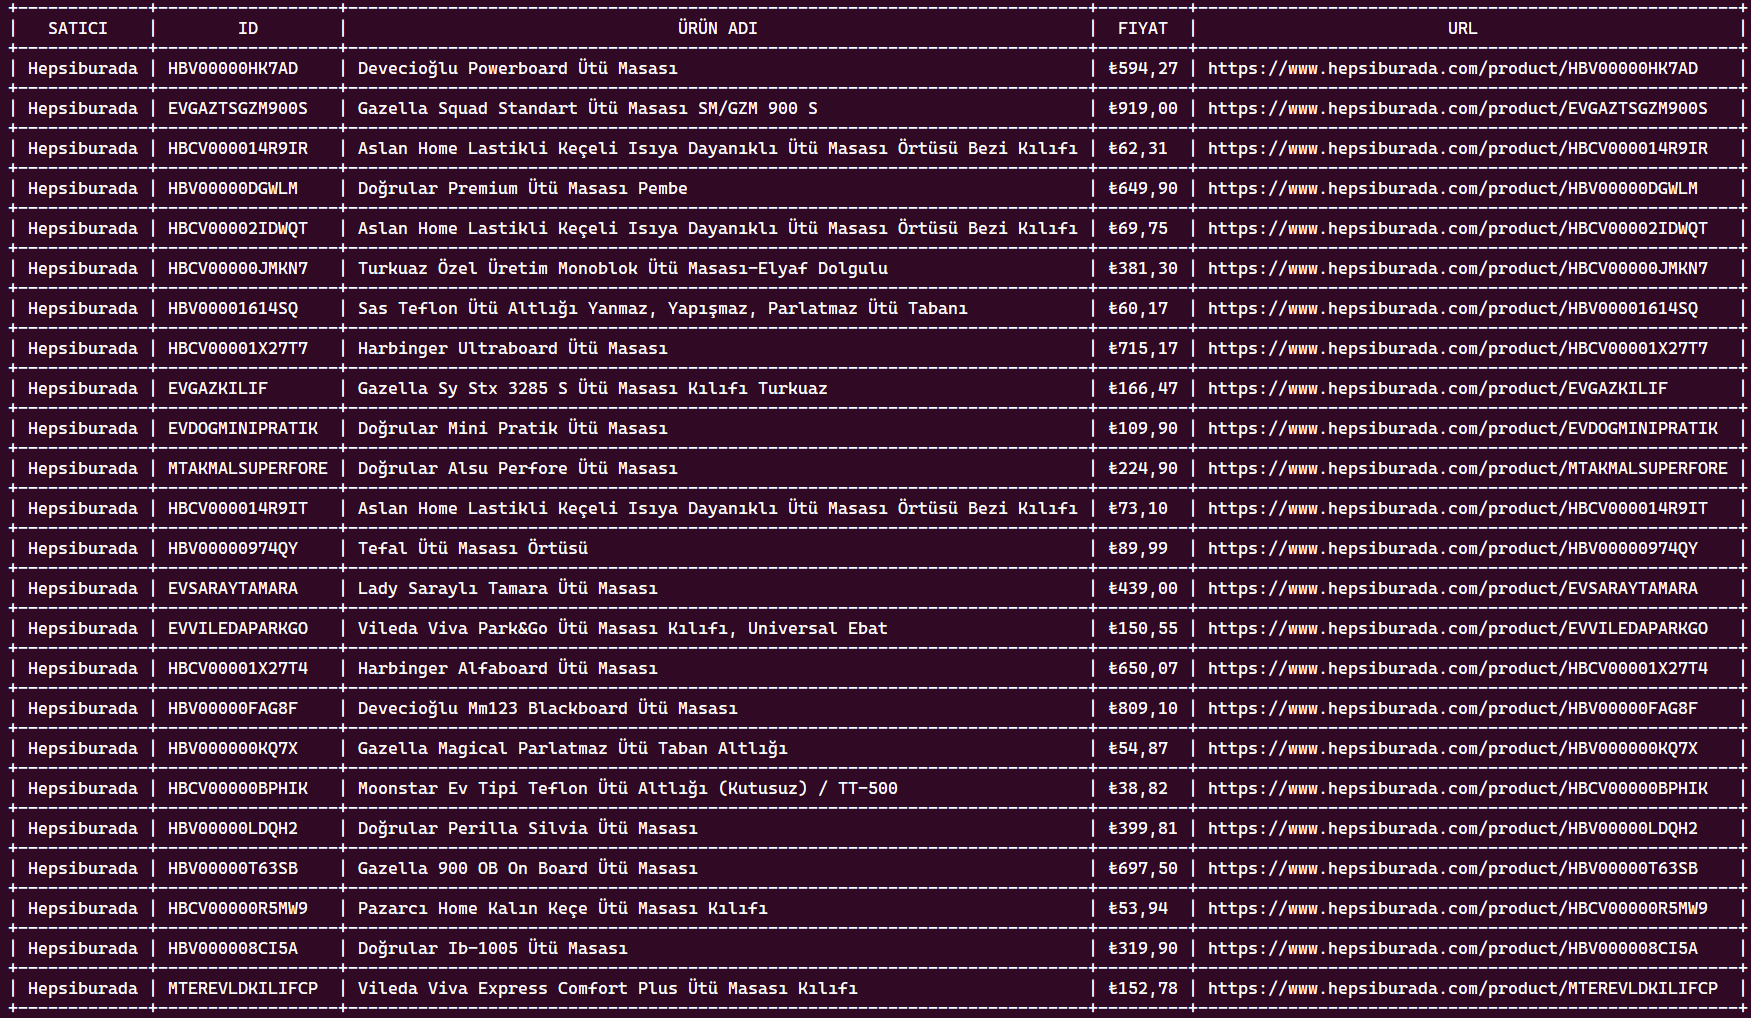 SATICI | ID | ÜRÜN ADI | FIYAT | URL
Hepsiburada | HBV00000HK7AD | Devecioğlu Powerboard Ütü Masası | ₺594,27 | https://www.hepsiburada.com/product/HBV00000HK7AD
Hepsiburada | EVGAZTSGZM900S | Gazella Squad Standart Ütü Masası SM/GZM 900 S | ₺919,00 | https://www.hepsiburada.com/product/EVGAZTSGZM900S
Hepsiburada | HBCV000014R9IR | Aslan Home Lastikli Keçeli Isıya Dayanıklı Ütü Masası Örtüsü Bezi Kılıfı | ₺62,31 | https://www.hepsiburada.com/product/HBCV000014R9IR
Hepsiburada | HBV00000DGWLM | Doğrular Premium Ütü Masası Pembe | ₺649,90 | https://www.hepsiburada.com/product/HBV00000DGWLM
Hepsiburada | HBCV00002IDWQT | Aslan Home Lastikli Keçeli Isıya Dayanıklı Ütü Masası Örtüsü Bezi Kılıfı | ₺69,75 | https://www.hepsiburada.com/product/HBCV00002IDWQT
Hepsiburada | HBCV00000JMKN7 | Turkuaz Özel Üretim Monoblok Ütü Masası-Elyaf Dolgulu | ₺381,30 | https://www.hepsiburada.com/product/HBCV00000JMKN7
Hepsiburada | HBV00001614SQ | Sas Teflon Ütü Altlığı Yanmaz, Yapışmaz, Parlatmaz Ütü Tabanı | ₺60,17 | https://www.hepsiburada.com/product/HBV00001614SQ
Hepsiburada | HBCV00001X27T7 | Harbinger Ultraboard Ütü Masası | ₺715,17 | https://www.hepsiburada.com/product/HBCV00001X27T7
Hepsiburada | EVGAZKILIF | Gazella Sy Stx 3285 S Ütü Masası Kılıfı Turkuaz | ₺166,47 | https://www.hepsiburada.com/product/EVGAZKILIF
Hepsiburada | EVDOGMINIPRATIK | Doğrular Mini Pratik Ütü Masası | ₺109,90 | https://www.hepsiburada.com/product/EVDOGMINIPRATIK
Hepsiburada | MTAKMALSUPERFORE | Doğrular Alsu Perfore Ütü Masası | ₺224,90 | https://www.hepsiburada.com/product/MTAKMALSUPERFORE
Hepsiburada | HBCV000014R9IT | Aslan Home Lastikli Keçeli Isıya Dayanıklı Ütü Masası Örtüsü Bezi Kılıfı | ₺73,10 | https://www.hepsiburada.com/product/HBCV000014R9IT
Hepsiburada | HBV00000974QY | Tefal Ütü Masası Örtüsü | ₺89,99 | https://www.hepsiburada.com/product/HBV00000974QY
Hepsiburada | EVSARAYTAMARA | Lady Saraylı Tamara Ütü Masası | ₺439,00 | https://www.hepsiburada.com/product/EVSARAYTAMARA
Hepsiburada | EVVILEDAPARKGO | Vileda Viva Park&Go Ütü Masası Kılıfı, Universal Ebat | ₺150,55 | https://www.hepsiburada.com/product/EVVILEDAPARKGO
Hepsiburada | HBCV00001X27T4 | Harbinger Alfaboard Ütü Masası | ₺650,07 | https://www.hepsiburada.com/product/HBCV00001X27T4
Hepsiburada | HBV00000FAG8F | Devecioğlu Mm123 Blackboard Ütü Masası | ₺809,10 | https://www.hepsiburada.com/product/HBV00000FAG8F
Hepsiburada | HBV000000KQ7X | Gazella Magical Parlatmaz Ütü Taban Altlığı | ₺54,87 | https://www.hepsiburada.com/product/HBV000000KQ7X
Hepsiburada | HBCV00000BPHIK | Moonstar Ev Tipi Teflon Ütü Altlığı (Kutusuz) / TT-500 | ₺38,82 | https://www.hepsiburada.com/product/HBCV00000BPHIK
Hepsiburada | HBV00000LDQH2 | Doğrular Perilla Silvia Ütü Masası | ₺399,81 | https://www.hepsiburada.com/product/HBV00000LDQH2
Hepsiburada | HBV00000T63SB | Gazella 900 OB On Board Ütü Masası | ₺697,50 | https://www.hepsiburada.com/product/HBV00000T63SB
Hepsiburada | HBCV00000R5MW9 | Pazarcı Home Kalın Keçe Ütü Masası Kılıfı | ₺53,94 | https://www.hepsiburada.com/product/HBCV00000R5MW9
Hepsiburada | HBV000008CI5A | Doğrular Ib-1005 Ütü Masası | ₺319,90 | https://www.hepsiburada.com/product/HBV000008CI5A
Hepsiburada | MTEREVLDKILIFCP | Vileda Viva Express Comfort Plus Ütü Masası Kılıfı | ₺152,78 | https://www.hepsiburada.com/product/MTEREVLDKILIFCP